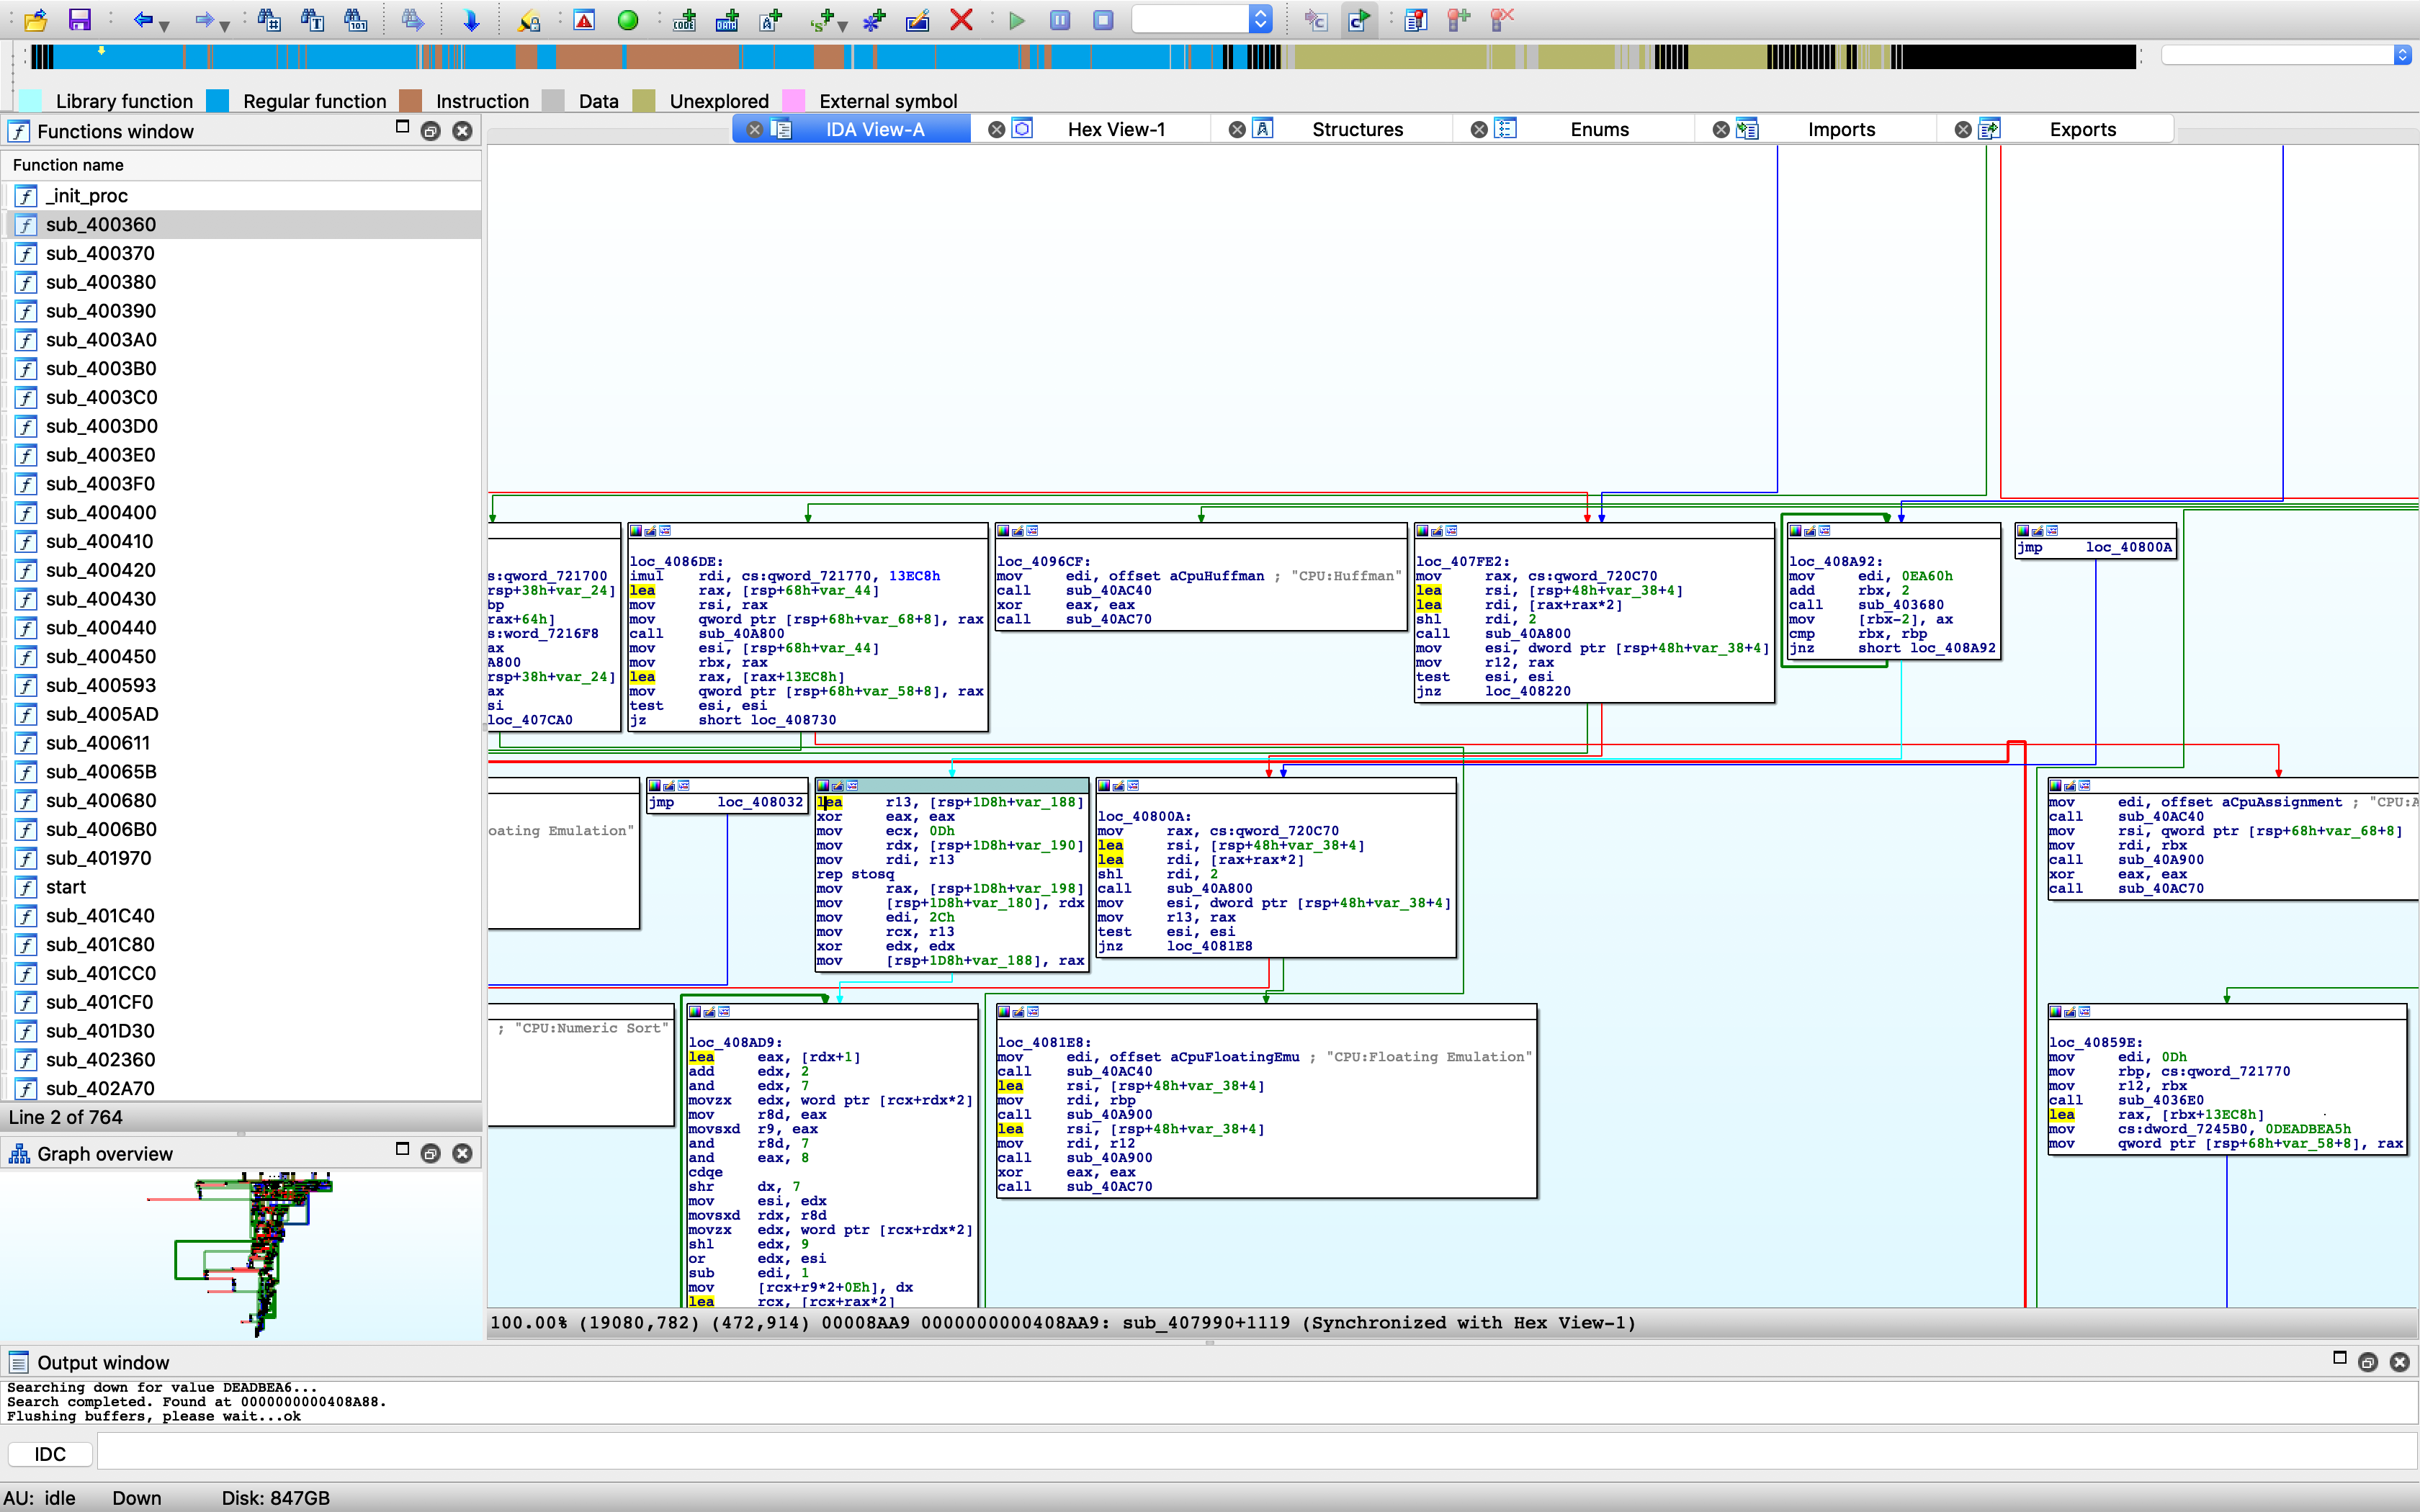 Library function Regular function Instruction Data Unexplored External symbol
Functions window
Function name
_init_proc
sub_400360
sub_400370
sub_400380
sub_400390
sub_4003A0
sub_4003B0
sub_4003C0
sub_4003D0
sub_4003E0
sub_4003F0
sub_400400
sub_400410
sub_400420
sub_400430
sub_400440
sub_400450
sub_400593
sub_4005AD
sub_400611
sub_40065B
sub_400680
sub_4006B0
sub_401970
start
sub_401C40
sub_401C80
sub_401CC0
sub_401CF0
sub_401D30
sub_402360
sub_402A70
Line 2 of 764
Graph overview
IDA View-A Hex View-1 Structures Enums Imports Exports
s:qword_721700
rsp+38h+var_24]
bp
rax+64h]
s:word_7216F8
ax
A800
rsp+38h+var_24]
ax
si
loc_407CA0
loc_4086DE:
imul rdi, cs:qword_721770, 13EC8h
lea rax, [rsp+68h+var_44]
mov rsi, rax
mov qword ptr [rsp+68h+var_68+8], rax
call sub_40A800
mov esi, [rsp+68h+var_44]
mov rbx, rax
lea rax, [rax+13EC8h]
mov qword ptr [rsp+68h+var_58+8], rax
test esi, esi
jz short loc_408730
loc_4096CF:
mov edi, offset aCpuHuffman ; "CPU:Huffman"
call sub_40AC40
xor eax, eax
call sub_40AC70
loc_407FE2:
mov rax, cs:qword_720C70
lea rsi, [rsp+48h+var_38+4]
lea rdi, [rax+rax*2]
shl rdi, 2
call sub_40A800
mov esi, dword ptr [rsp+48h+var_38+4]
mov r12, rax
test esi, esi
jnz loc_408220
loc_408A92:
mov edi, 0EA60h
add rbx, 2
call sub_403680
mov [rbx-2], ax
cmp rbx, rbp
jnz short loc_408A92
jmp loc_40800A
oating Emulation"
jmp loc_408032
lea r13, [rsp+1D8h+var_188]
xor eax, eax
mov ecx, 0Dh
mov rdx, [rsp+1D8h+var_190]
mov rdi, r13
rep stosq
mov rax, [rsp+1D8h+var_198]
mov [rsp+1D8h+var_180], rdx
mov edi, 2Ch
mov rcx, r13
xor edx, edx
mov [rsp+1D8h+var_188], rax
loc_40800A:
mov rax, cs:qword_720C70
lea rsi, [rsp+48h+var_38+4]
lea rdi, [rax+rax*2]
shl rdi, 2
call sub_40A800
mov esi, dword ptr [rsp+48h+var_38+4]
mov r13, rax
test esi, esi
jnz loc_4081E8
mov edi, offset aCpuAssignment ; "CPU:A
call sub_40AC40
mov rsi, qword ptr [rsp+68h+var_68+8]
mov rdi, rbx
call sub_40A900
xor eax, eax
call sub_40AC70
; "CPU:Numeric Sort"
loc_408AD9:
lea eax, [rdx+1]
add edx, 2
and edx, 7
movzx edx, word ptr [rcx+rdx*2]
mov r8d, eax
movsxd r9, eax
and r8d, 7
and eax, 8
cdqe
shr dx, 7
mov esi, edx
movsxd rdx, r8d
movzx edx, word ptr [rcx+rdx*2]
shl edx, 9
or edx, esi
sub edi, 1
mov [rcx+r9*2+0Eh], dx
lea rcx, [rcx+rax*2]
loc_4081E8:
mov edi, offset aCpuFloatingEmu ; "CPU:Floating Emulation"
call sub_40AC40
lea rsi, [rsp+48h+var_38+4]
mov rdi, rbp
call sub_40A900
lea rsi, [rsp+48h+var_38+4]
mov rdi, r12
call sub_40A900
xor eax, eax
call sub_40AC70
loc_40859E:
mov edi, 0Dh
mov rbp, cs:qword_721770
mov r12, rbx
call sub_4036E0
lea rax, [rbx+13EC8h]
mov cs:dword_7245B0, 0DEADBEA5h
mov qword ptr [rsp+68h+var_58+8], rax
100.00% (19080,782) (472,914) 00008AA9 0000000000408AA9: sub_407990+1119 (Synchronized with Hex View-1)
Output window
Searching down for value DEADBEA6...
Search completed. Found at 0000000000408A88.
Flushing buffers, please wait...ok
IDC
AU: idle Down Disk: 847GB